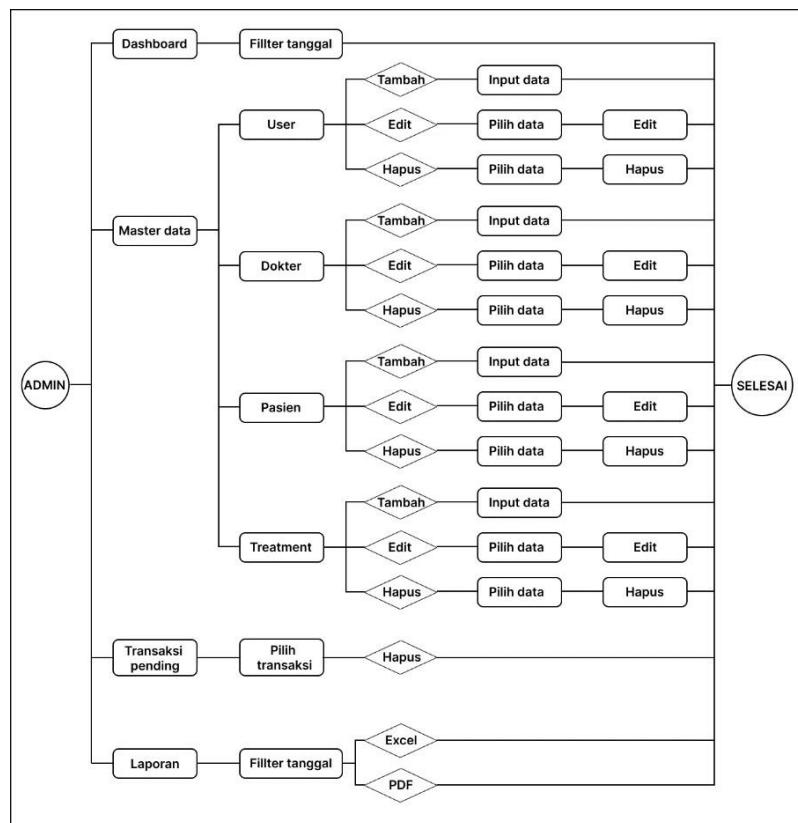 Dashboard
Fillter tanggal
Tambah
Input data
User
Edit
Pilih data
Edit
Hapus
Pilih data
Hapus
Master data
Tambah
Input data
Dokter
Edit
Pilih data
Edit
Hapus
Pilih data
Hapus
ADMIN
Tambah
Input data
Pasien
Edit
Pilih data
Edit
Hapus
Pilih data
Hapus
SELESAI
Tambah
Input data
Treatment
Edit
Pilih data
Edit
Hapus
Pilih data
Hapus
Transaksi
pending
Pilih
transaksi
Hapus
Laporan
Fillter tanggal
Excel
PDF